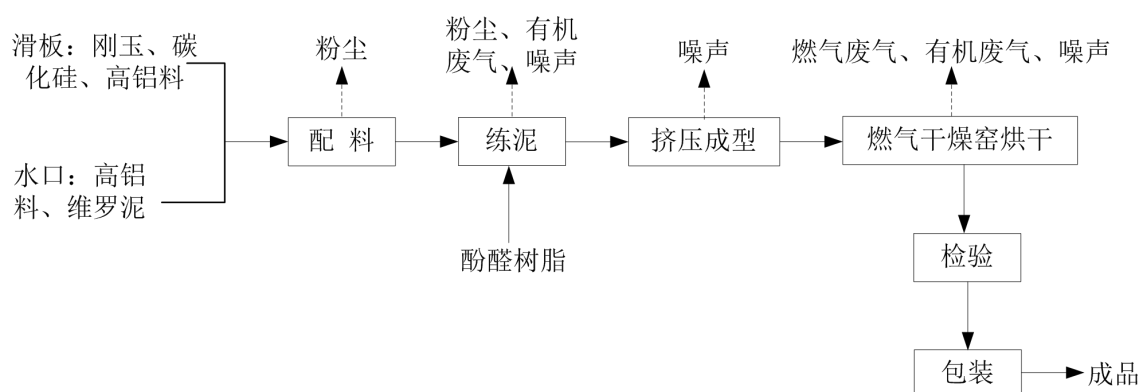 滑板：刚玉、碳
化硅、高铝料
水口：高铝
料、维罗泥
粉尘
粉尘、有机
废气、噪声
噪声
燃气废气、有机废气、噪声
配 料
练泥
挤压成型
燃气干燥窑烘干
酚醛树脂
检验
包装
成品